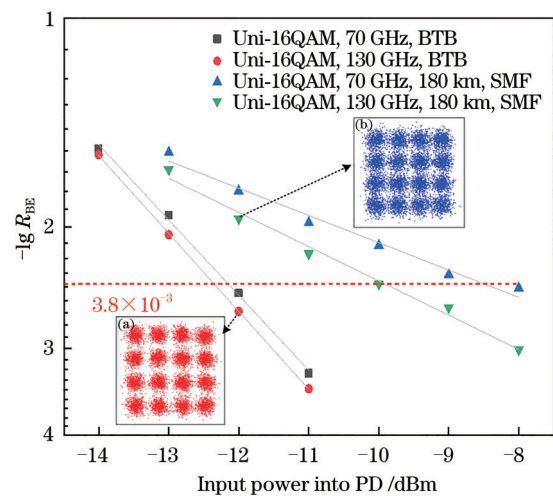 Uni-16QAM, 70 GHz, BTB
Uni-16QAM, 130 GHz, BTB
Uni-16QAM, 70 GHz, 180 km, SMF
Uni-16QAM, 130 GHz, 180 km, SMF
(b)
3.8×10⁻³
(a)
1
2
3
4
−lg R_BE
−14 −13 −12 −11 −10 −9 −8
Input power into PD /dBm